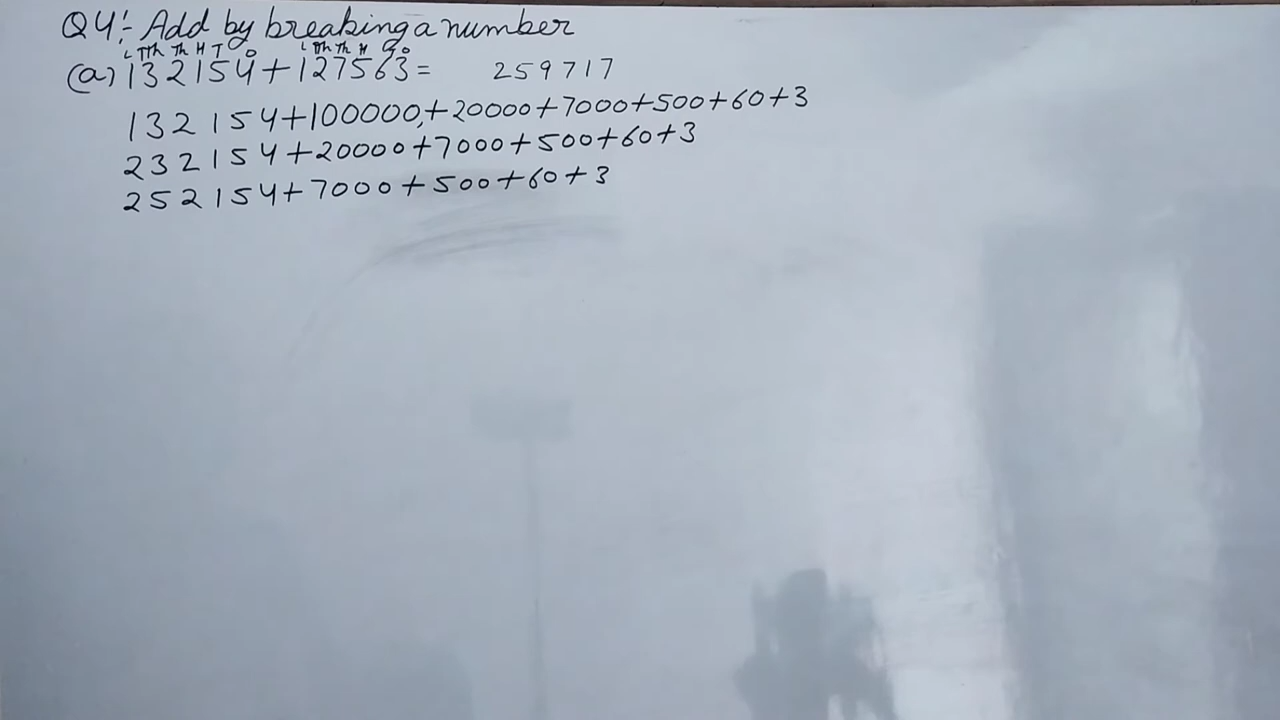 Q4:- Add by breaking a number
L TTh Th H T O L TTh Th H T O
(a) 132154+127563= 259717
132154+100000+20000+7000+500+60+3
232154+20000+7000+500+60+3
252154+7000+500+60+3